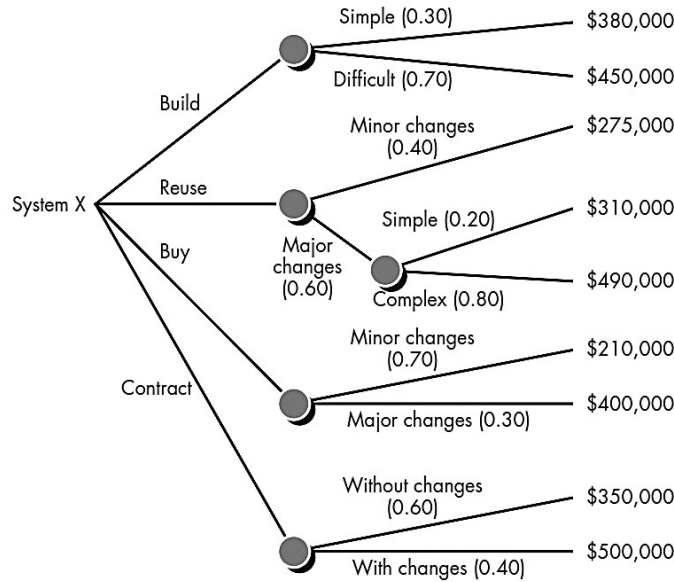 Simple (0.30)
$380,000
Difficult (0.70)
$450,000
Build
Minor changes
(0.40)
$275,000
System X
Reuse
Simple (0.20)
$310,000
Major
changes
(0.60)
Buy
Complex (0.80)
$490,000
Minor changes
(0.70)
$210,000
Contract
Major changes (0.30)
$400,000
Without changes
(0.60)
$350,000
With changes (0.40)
$500,000